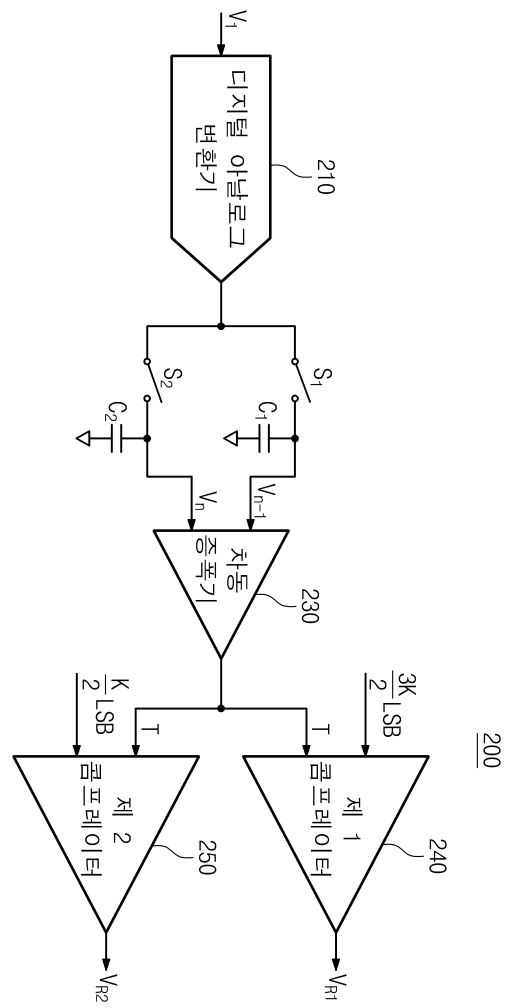 200
V1
디지털 아날로그
변환기
210
S1
S2
C1
C2
Vn-1
Vn
차동
증폭기
230
T
T
3K/2 LSB
K/2 LSB
제 1
콤프레이터
240
제 2
콤프레이터
250
VR1
VR2